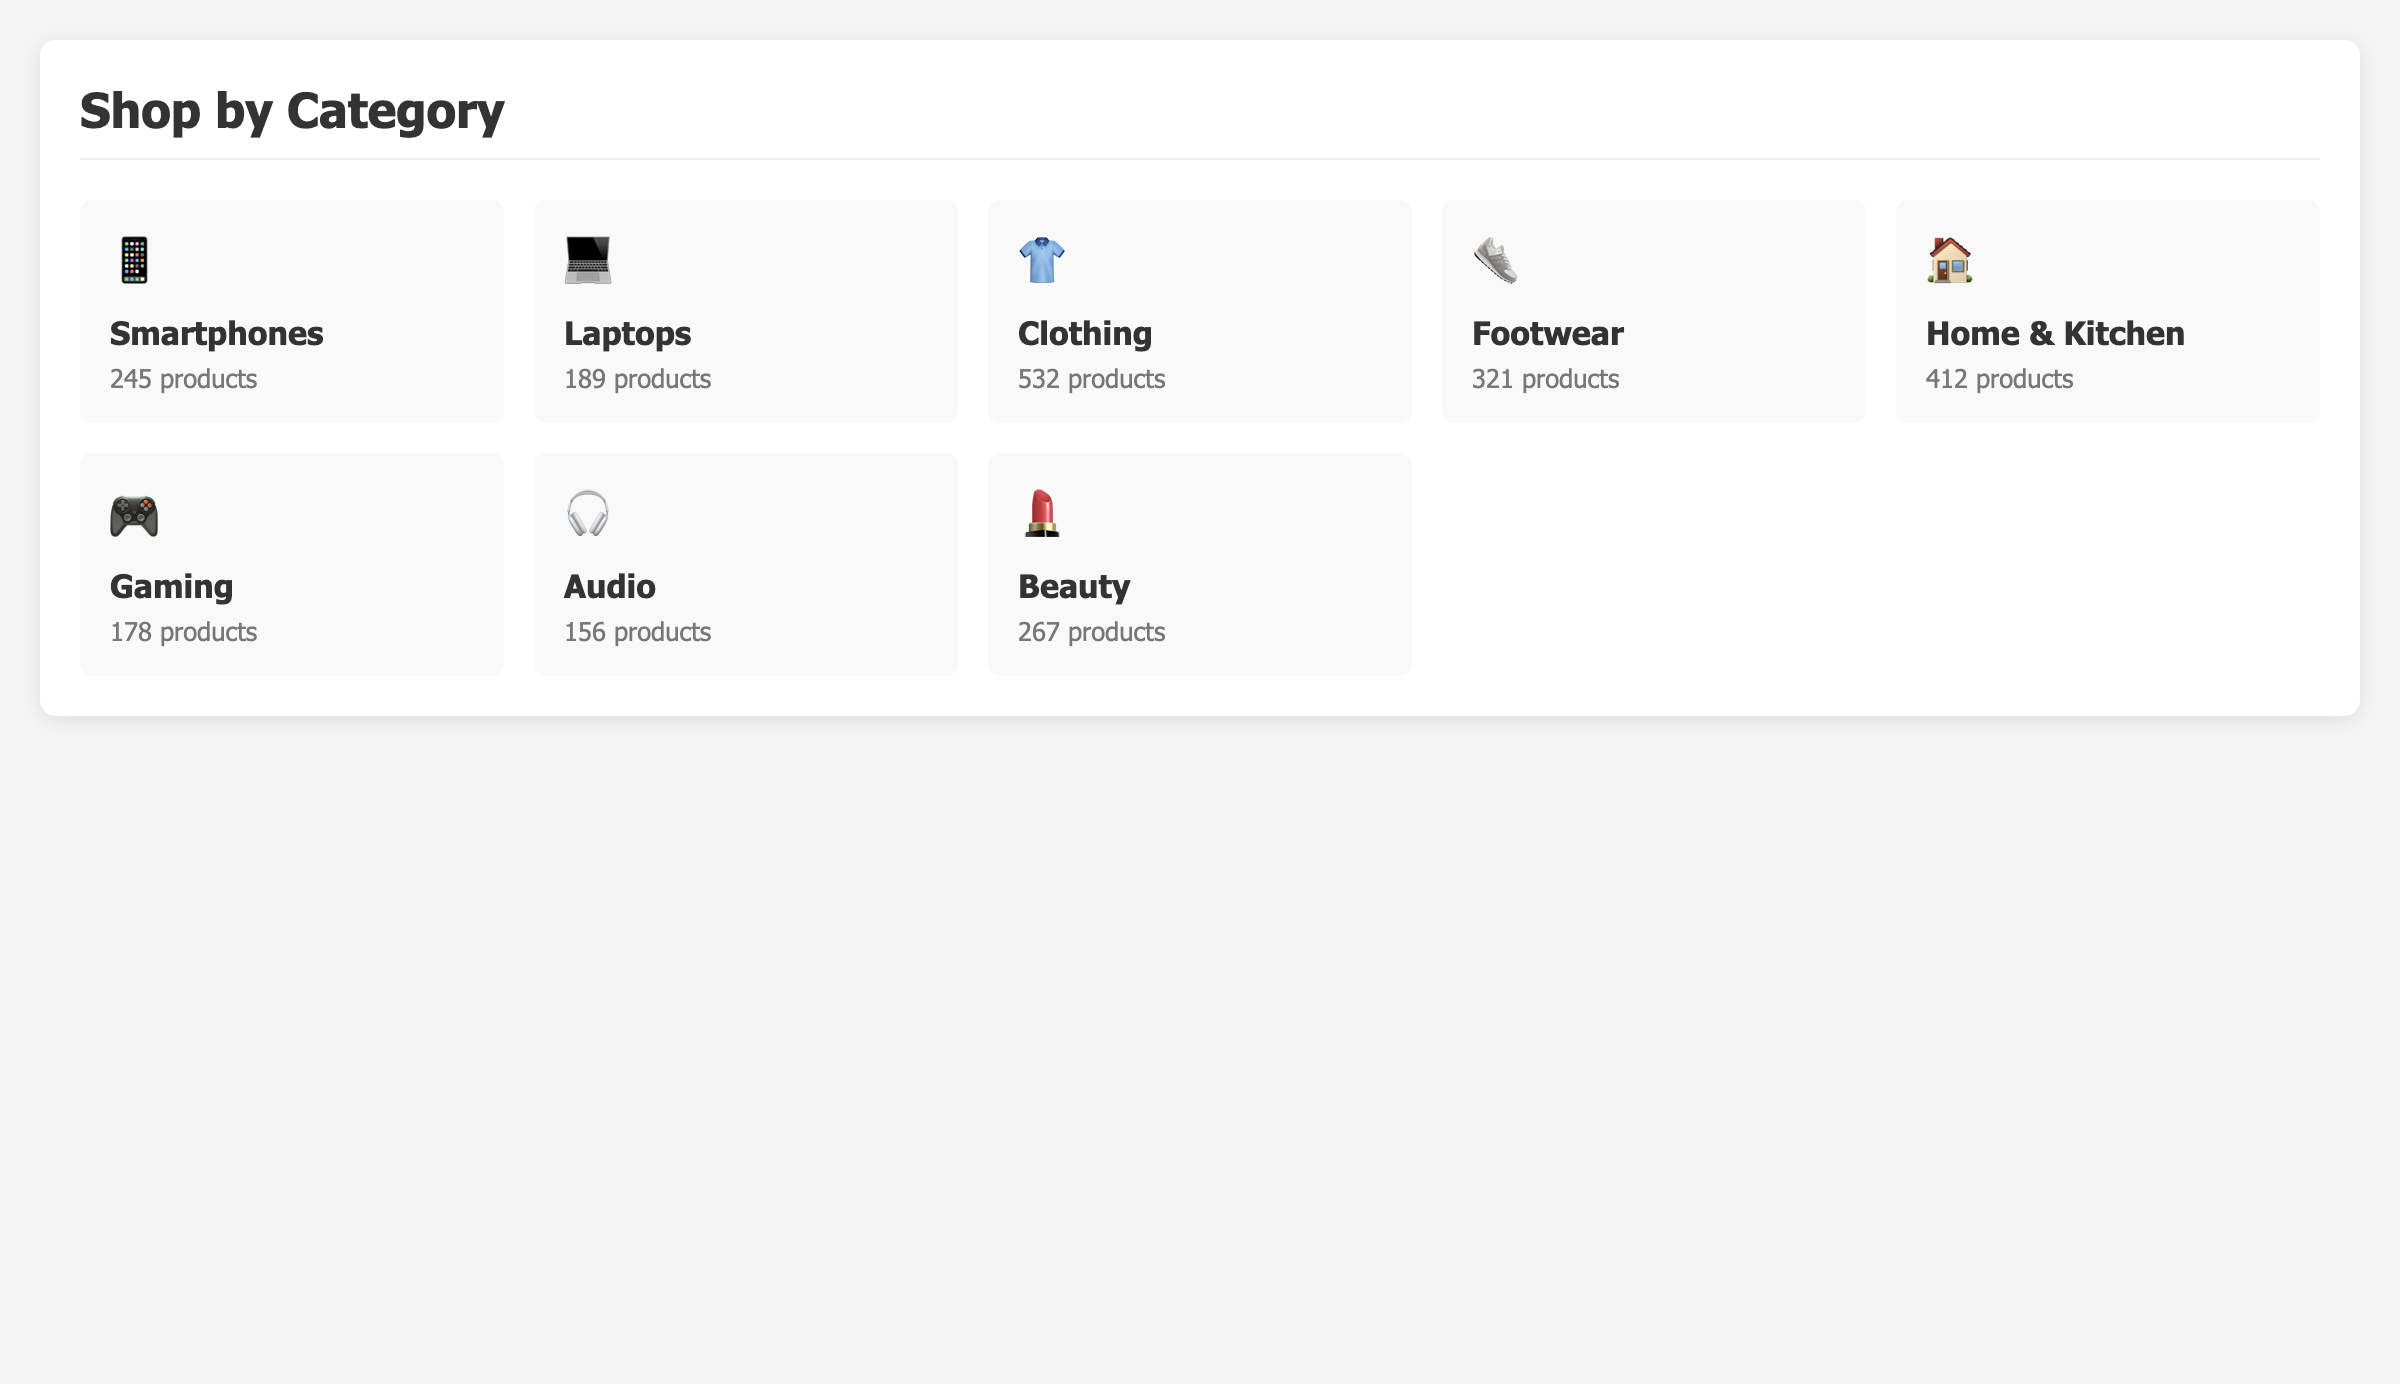 Shop by Category
Smartphones
245 products
Laptops
189 products
Clothing
532 products
Footwear
321 products
Home & Kitchen
412 products
Gaming
178 products
Audio
156 products
Beauty
267 products